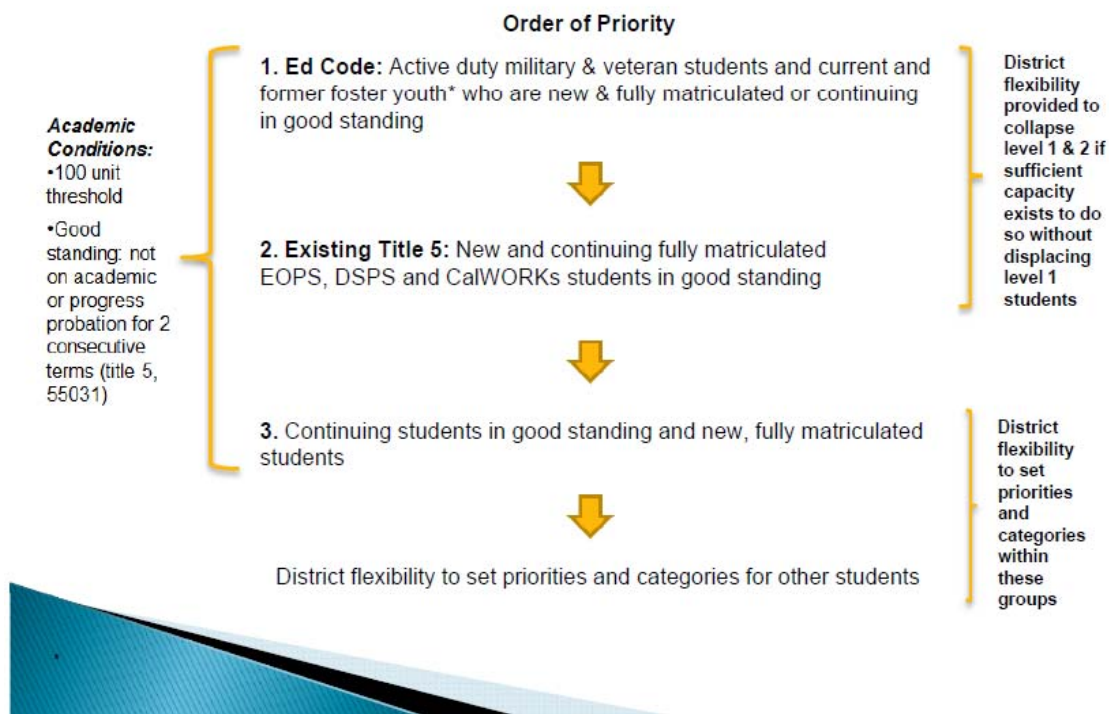 Order of Priority
Academic
Conditions:
•100 unit
threshold
•Good
standing: not
on academic
or progress
probation for 2
consecutive
terms (title 5,
55031)
1. Ed Code: Active duty military & veteran students and current and
former foster youth* who are new & fully matriculated or continuing
in good standing
2. Existing Title 5: New and continuing fully matriculated
EOPS, DSPS and CalWORKs students in good standing
3. Continuing students in good standing and new, fully matriculated
students
District flexibility to set priorities and categories for other students
District
flexibility
provided to
collapse
level 1 & 2 if
sufficient
capacity
exists to do
so without
displacing
level 1
students
District
flexibility
to set
priorities
and
categories
within
these
groups